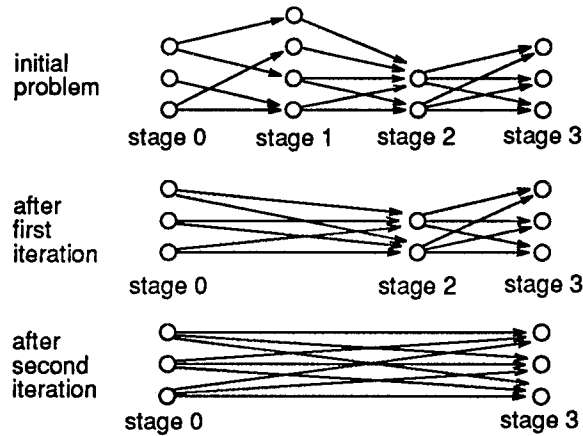 initial
problem
stage 0 stage 1 stage 2 stage 3
after
first
iteration
stage 0 stage 2 stage 3
after
second
iteration
stage 0 stage 3